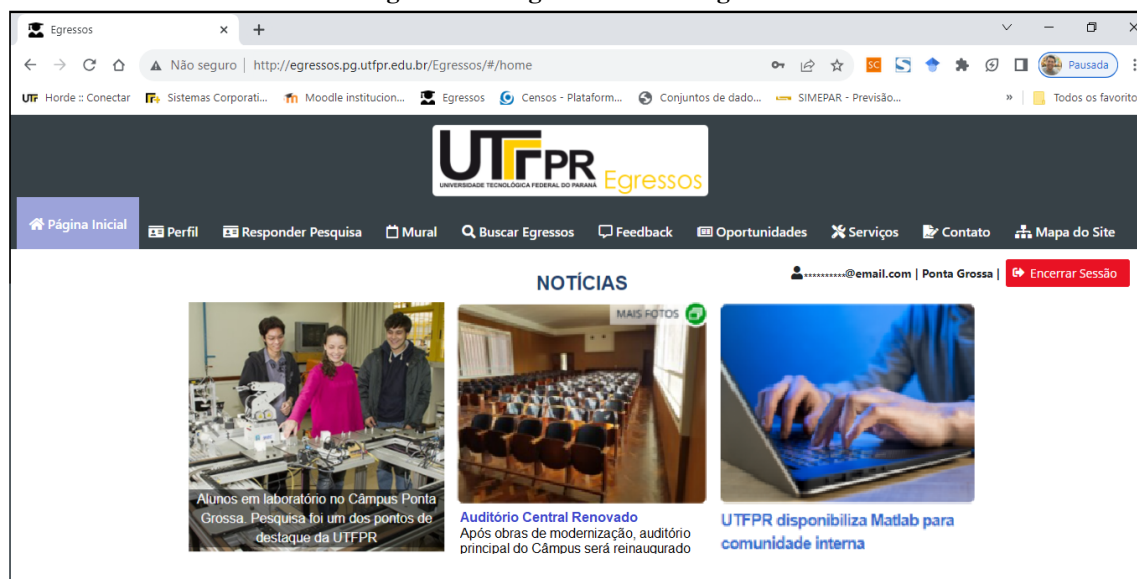 Egressos
Não seguro | http://egressos.pg.utfpr.edu.br/Egressos/#/home
SC
S
Pausada
UTF Horde :: Conectar Sistemas Corporati... Moodle institucion... Egressos Censos - Plataform... Conjuntos de dado... SIMEPAR - Previsão... » Todos os favorito
UTFPR
UNIVERSIDADE TECNOLÓGICA FEDERAL DO PARANÁ
Egressos
Página Inicial Perfil Responder Pesquisa Mural Buscar Egressos Feedback Oportunidades Serviços Contato Mapa do Site
**********@email.com | Ponta Grossa | Encerrar Sessão
NOTÍCIAS
MAIS FOTOS
Alunos em laboratório no Câmpus Ponta
Grossa. Pesquisa foi um dos pontos de
destaque da UTFPR
Auditório Central Renovado
Após obras de modernização, auditório
principal do Câmpus será reinaugurado
UTFPR disponibiliza Matlab para
comunidade interna